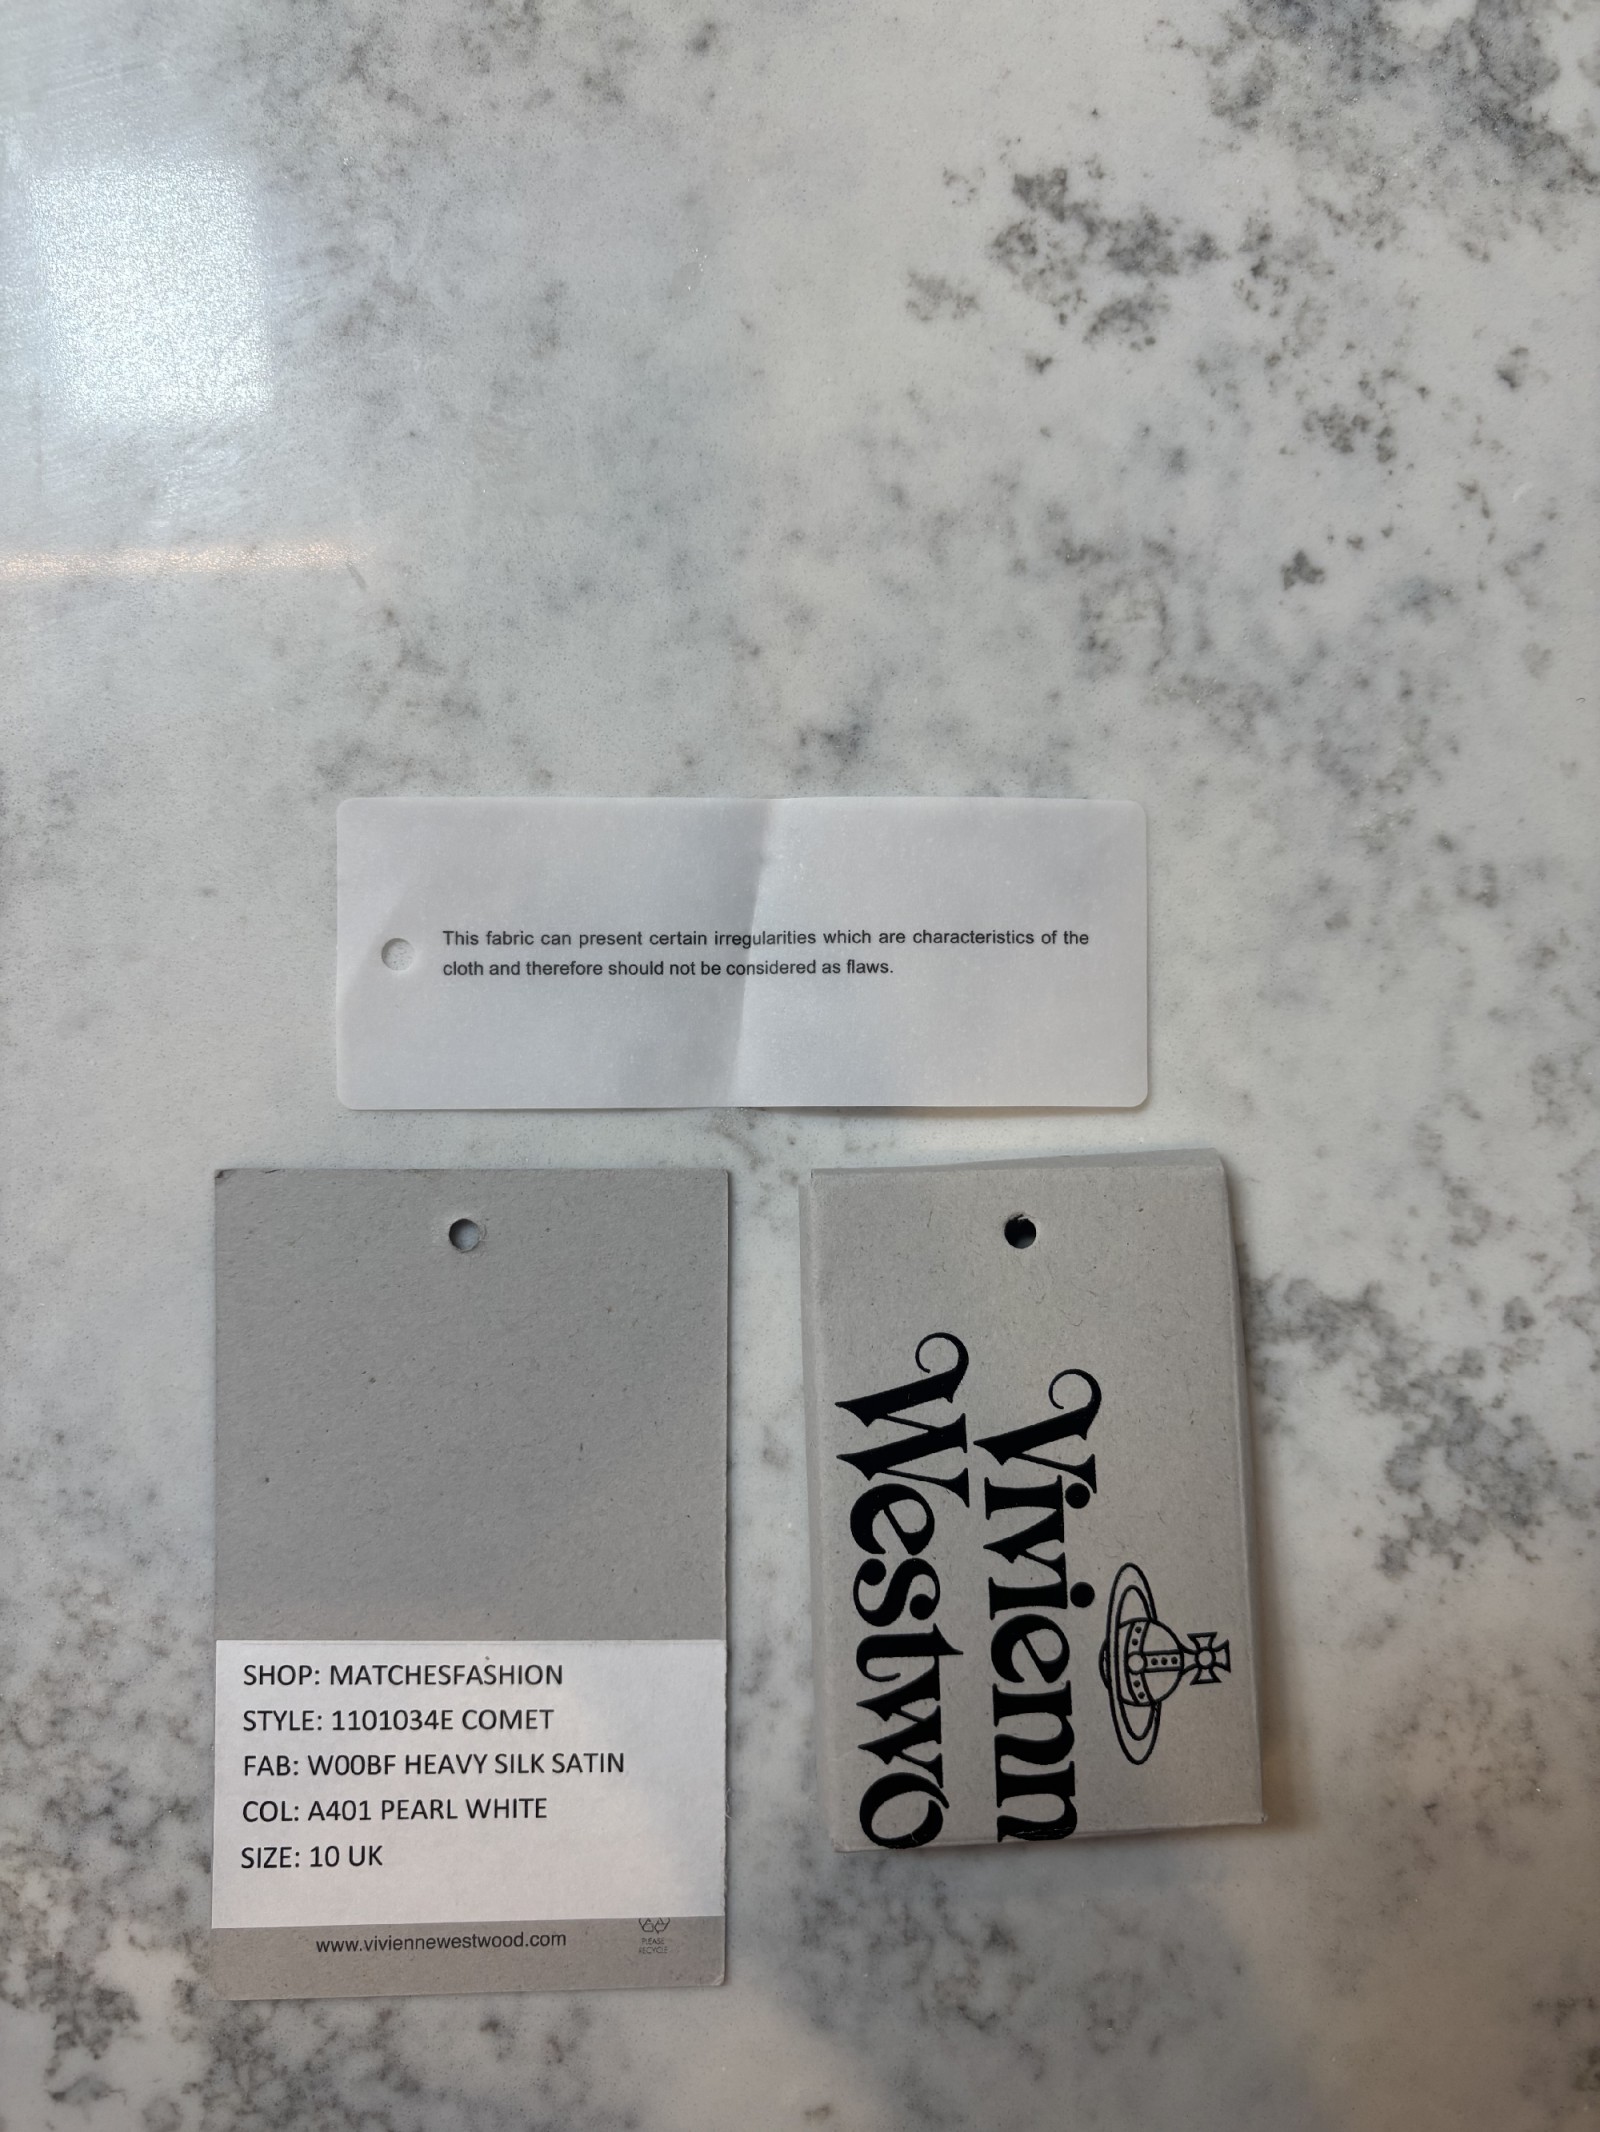 This fabric can present certain irregularities which are characteristics of the
cloth and therefore should not be considered as flaws.
SHOP: MATCHESFASHION
STYLE: 1101034E COMET
FAB: W00BF HEAVY SILK SATIN
COL: A401 PEARL WHITE
SIZE: 10 UK
www.viviennewestwood.com
PLEASE
RECYCLE
Vivienn
Westwo